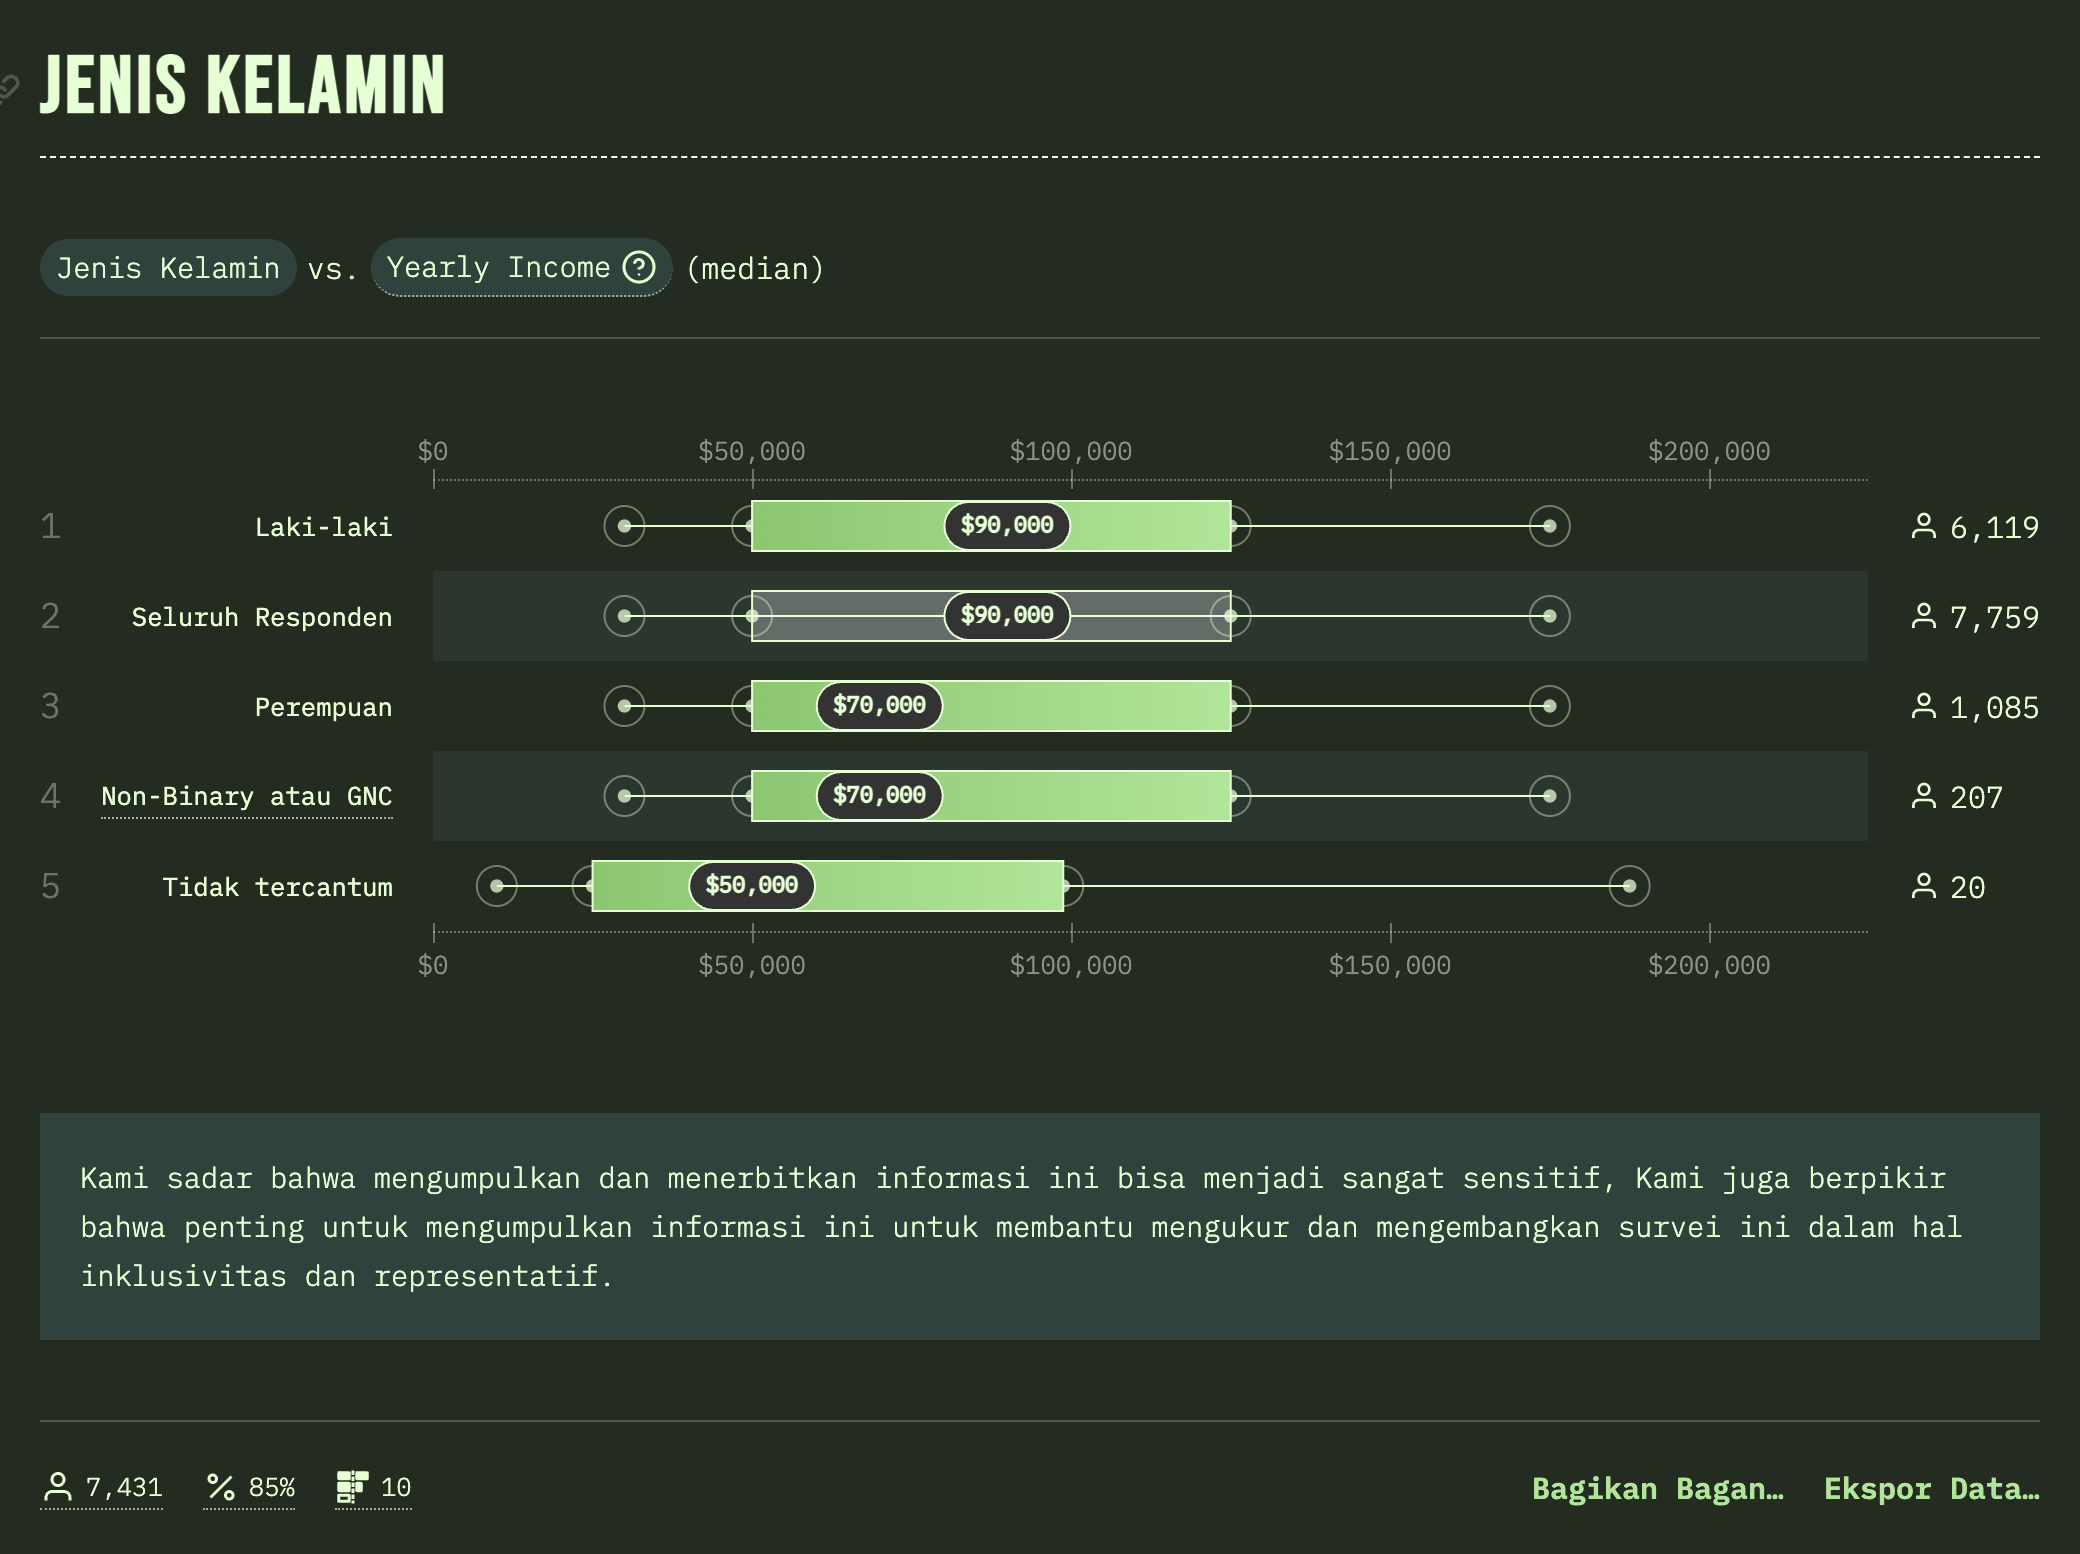 JENIS KELAMIN
Jenis Kelamin vs. Yearly Income (median)
$0 $50,000 $100,000 $150,000 $200,000
1 Laki-laki $90,000 6,119
2 Seluruh Responden $90,000 7,759
3 Perempuan $70,000 1,085
4 Non-Binary atau GNC $70,000 207
5 Tidak tercantum $50,000 20
$0 $50,000 $100,000 $150,000 $200,000
Kami sadar bahwa mengumpulkan dan menerbitkan informasi ini bisa menjadi sangat sensitif, Kami juga berpikir
bahwa penting untuk mengumpulkan informasi ini untuk membantu mengukur dan mengembangkan survei ini dalam hal
inklusivitas dan representatif.
7,431 85% 10 Bagikan Bagan… Ekspor Data…